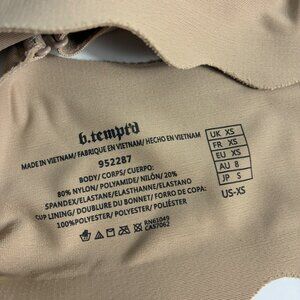 b.tempt'd
MADE IN VIETNAM/ FABRIQUE EN VIETNAM/ HECHO EN VIETNAM
952287
BODY/ CORPS/ CUERPO:
80% NYLON/ POLYAMIDE/ NILÓN/ 20%
SPANDEX/ ELASTANE/ELASTHANNE/ELASTANO
CUP LINING/ DOUBLURE DU BONNET/ FORRO DE COPA:
100%POLYESTER/ POLYESTER/ POLIÉSTER
RN61049
CA57062
UK XS
FR XS
EU XS
AU 8
JP S
US-XS